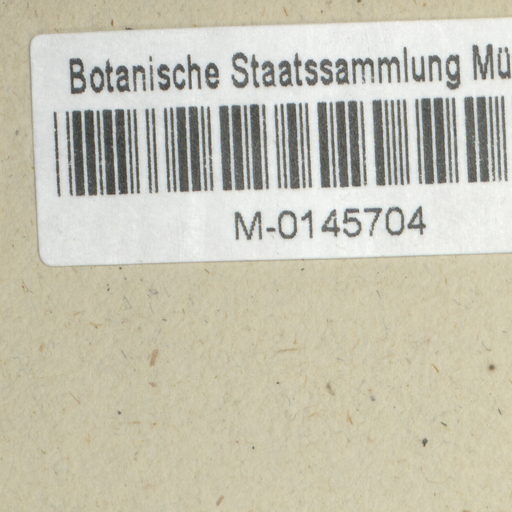 Botanische Staatssammlung Mü
M-0145704